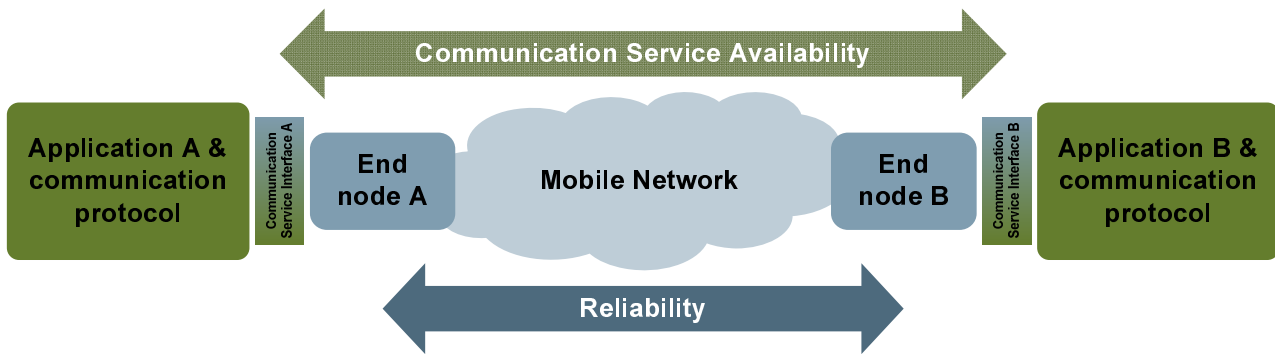 Communication Service Availability
Application A &
communication
protocol
Communication
Service Interface A
End
node A
Mobile Network
End
node B
Communication
Service Interface B
Application B &
communication
protocol
Reliability